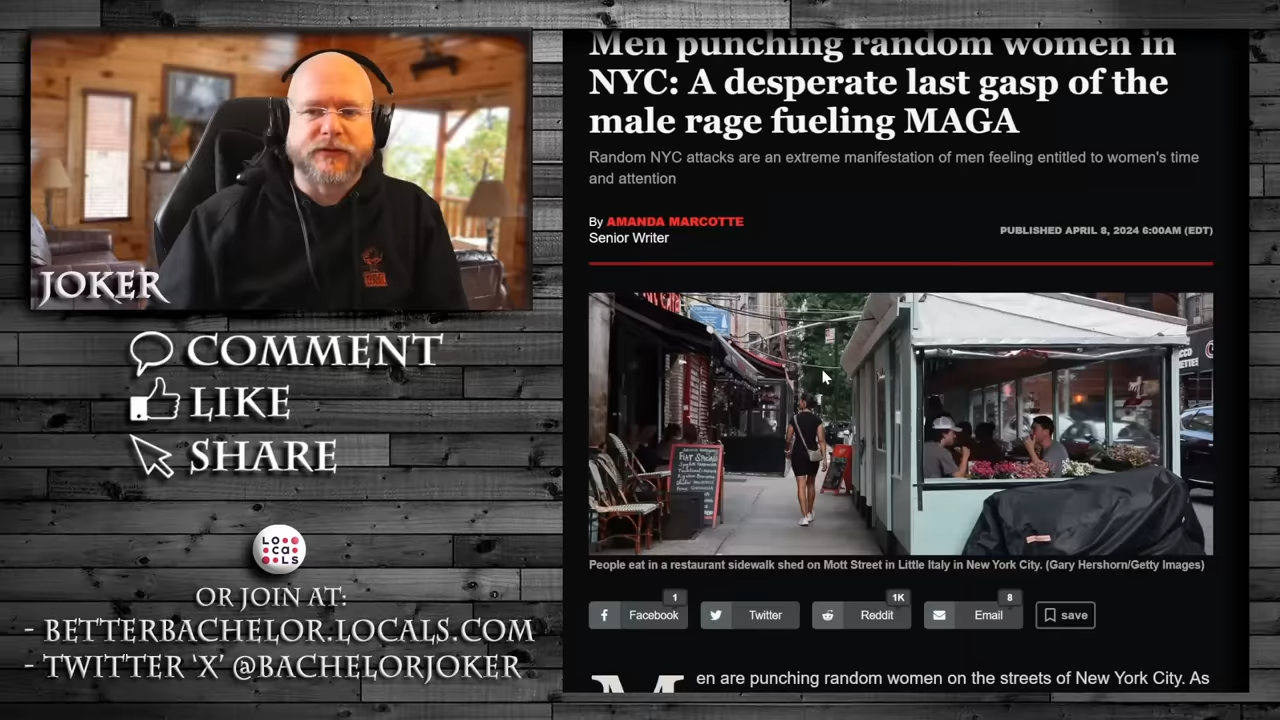 JOKER
COMMENT
LIKE
SHARE
LOCALS
OR JOIN AT:
- BETTERBACHELOR.LOCALS.COM
- TWITTER 'X' @BACHELORJOKER
Men punching random women in
NYC: A desperate last gasp of the
male rage fueling MAGA
Random NYC attacks are an extreme manifestation of men feeling entitled to women's time
and attention
By AMANDA MARCOTTE
Senior Writer
PUBLISHED APRIL 8, 2024 6:00AM (EDT)
People eat in a restaurant sidewalk shed on Mott Street in Little Italy in New York City. (Gary Hershorn/Getty Images)
Facebook 1
Twitter
Reddit 1K
Email 8
save
Men are punching random women on the streets of New York City. As